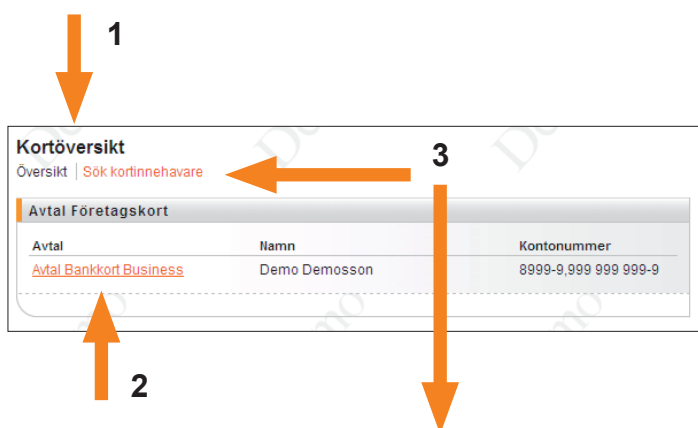 1
Kortöversikt
3
Översikt | Sök kortinnehavare
Avtal Företagskort
Avtal Namn Kontonummer
Avtal Bankkort Business Demo Demosson 8999-9,999 999 999-9
2